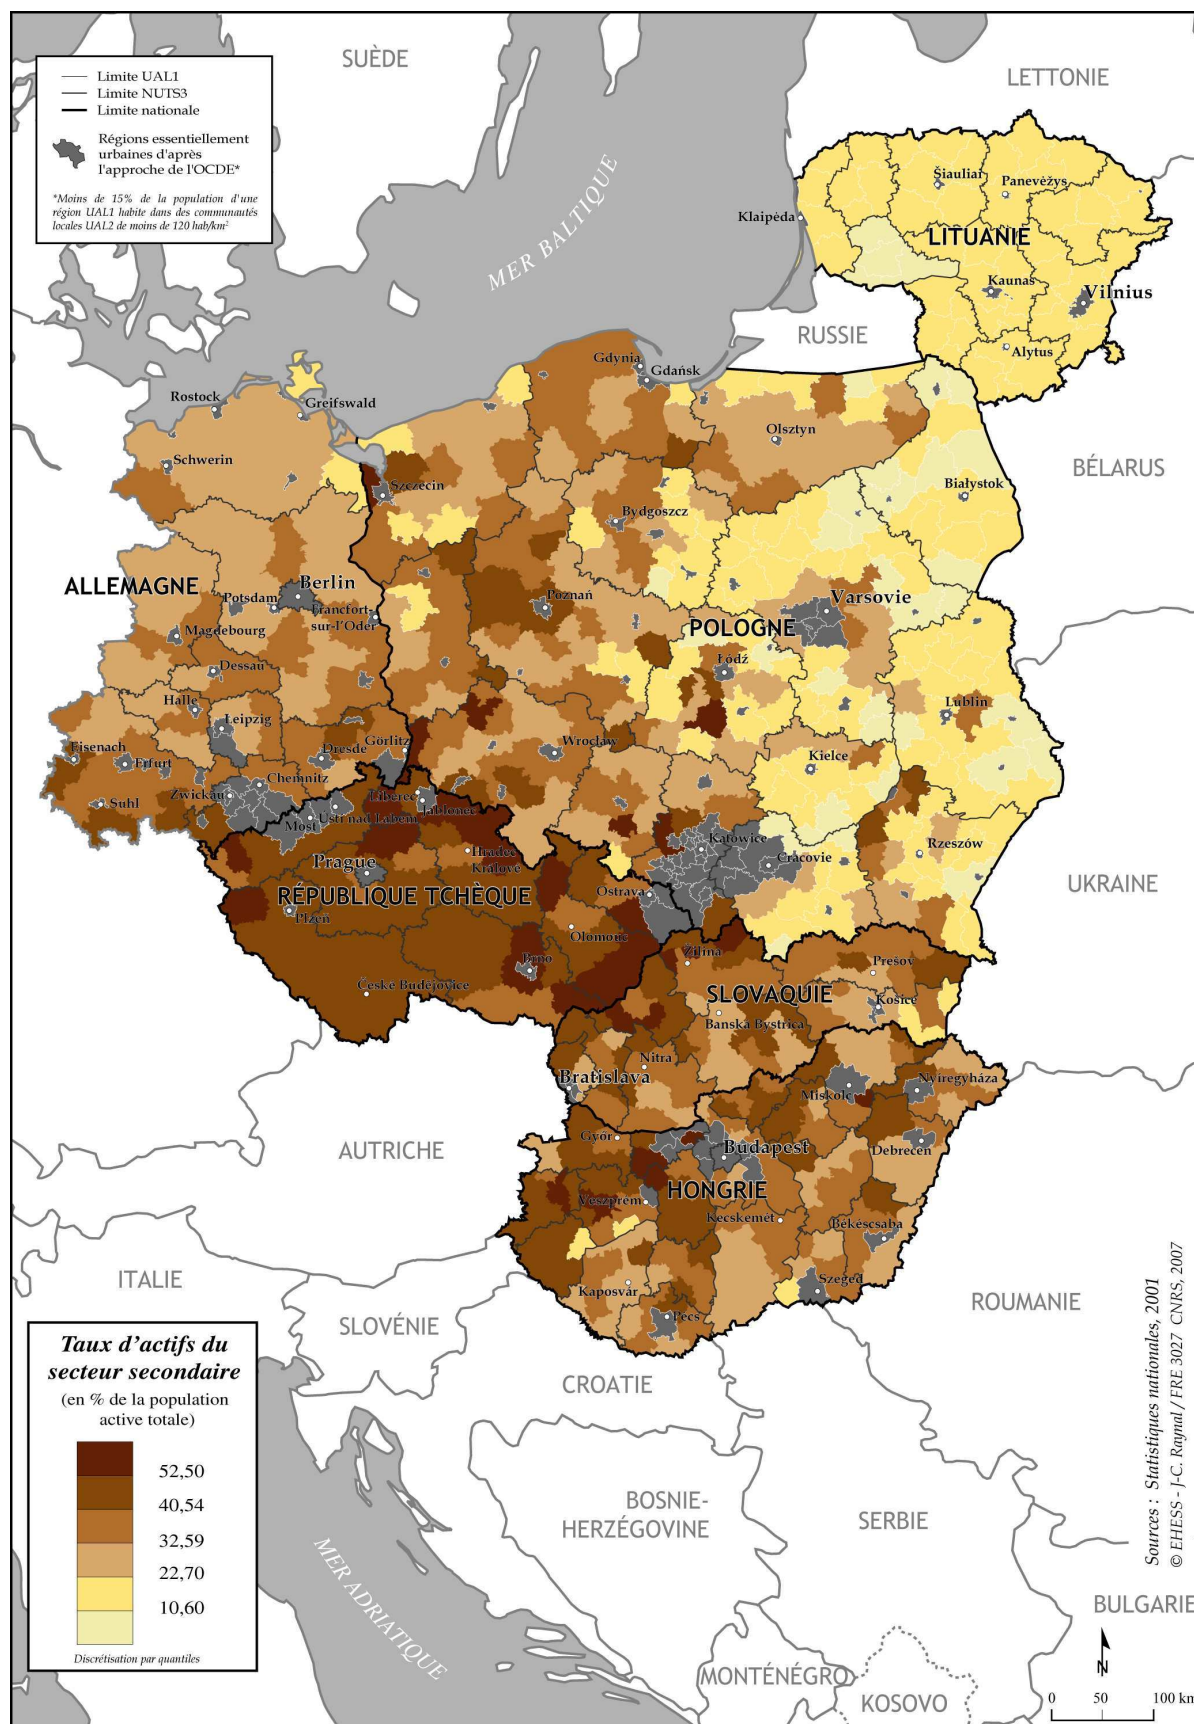 SUÈDE
LETTONIE
Limite UAL1
Limite NUTS3
Limite nationale
Régions essentiellement
urbaines d'après
l'approche de l'OCDE*
*Moins de 15% de la population d'une
région UAL1 habite dans des communautés
locales UAL2 de moins de 120 hab/km²
MER BALTIQUE
Šiauliai
Panevėžys
Klaipėda
LITUANIE
Kaunas
Vilnius
Alytus
RUSSIE
Gdynia
Gdańsk
Rostock
Greifswald
Olsztyn
Schwerin
Szczecin
BÉLARUS
Białystok
Bydgoszcz
ALLEMAGNE
Berlin
Potsdam
Francfort-
sur-l'Oder
Poznań
Varsovie
Magdebourg
POLOGNE
Dessau
Łódź
Halle
Leipzig
Lublin
Eisenach
Erfurt
Dresde
Görlitz
Wrocław
Kielce
Chemnitz
Zwickau
Suhl
Liberec
Jablonec
Most
Usti nad Labem
Katowice
Cracovie
Rzeszów
Prague
Hradec
Králové
UKRAINE
RÉPUBLIQUE TCHÈQUE
Ostrava
Plzeň
Olomouc
Brno
Žilina
Prešov
České Budějovice
SLOVAQUIE
Košice
Banská Bystrica
Nitra
Bratislava
Miskolc
Nyiregyháza
AUTRICHE
Győr
Budapest
Debrecen
HONGRIE
Veszprém
Kecskemét
Békéscsaba
ITALIE
Kaposvár
Szeged
ROUMANIE
Pecs
SLOVÉNIE
CROATIE
Taux d'actifs du
secteur secondaire
(en % de la population
active totale)
52,50
40,54
32,59
22,70
10,60
Discrétisation par quantiles
BOSNIE-
HERZÉGOVINE
SERBIE
MER ADRIATIQUE
BULGARIE
MONTÉNÉGRO
KOSOVO
N
0 50 100 km
Sources : Statistiques nationales, 2001
© EHESS - J-C. Raynal / FRE 3027 CNRS, 2007